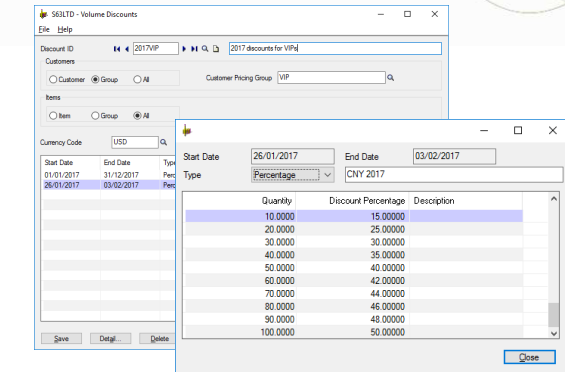 S63LTD - Volume Discounts
File Help
Discount ID 2017VIP 2017 discounts for VIPs
Customers
Customer Group All Customer Pricing Group VIP
Items
Item Group All
Currency Code USD
Start Date End Date
01/01/2017 31/12/2017
26/01/2017 03/02/2017
Save Detail... Delete
Start Date 26/01/2017 End Date 03/02/2017
Type Percentage CNY 2017
Quantity Discount Percentage Description
10.0000 15.00000
20.0000 25.00000
30.0000 30.00000
40.0000 35.00000
50.0000 40.00000
60.0000 42.00000
70.0000 44.00000
80.0000 46.00000
90.0000 48.00000
100.0000 50.00000
Close